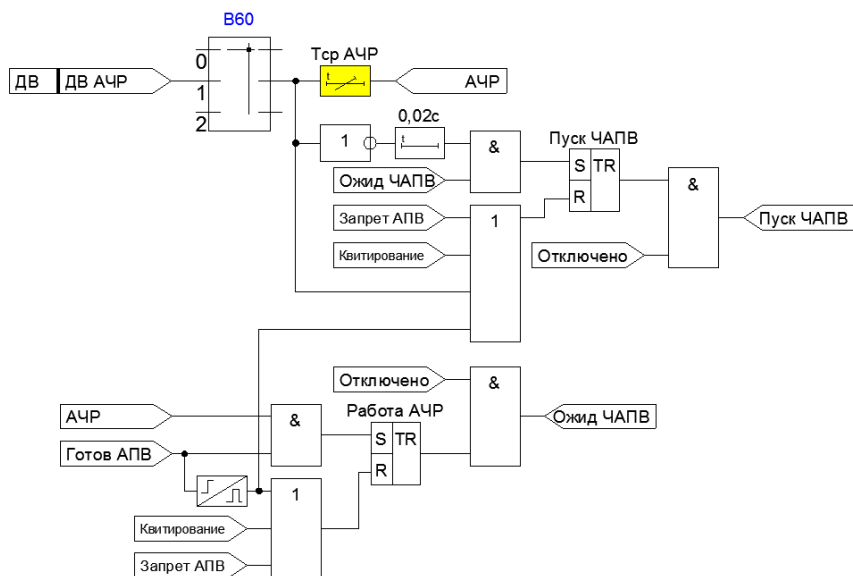 В60
0
1
2
ДВ ДВ АЧР
Тср АЧР
t
АЧР
0,02с
1
t
&
Ожид ЧАПВ
Пуск ЧАПВ
S TR
R
&
Запрет АПВ
1
Квитирование
Отключено
Пуск ЧАПВ
Отключено
&
Работа АЧР
АЧР
&
S TR
R
Ожид ЧАПВ
Готов АПВ
1
Квитирование
Запрет АПВ